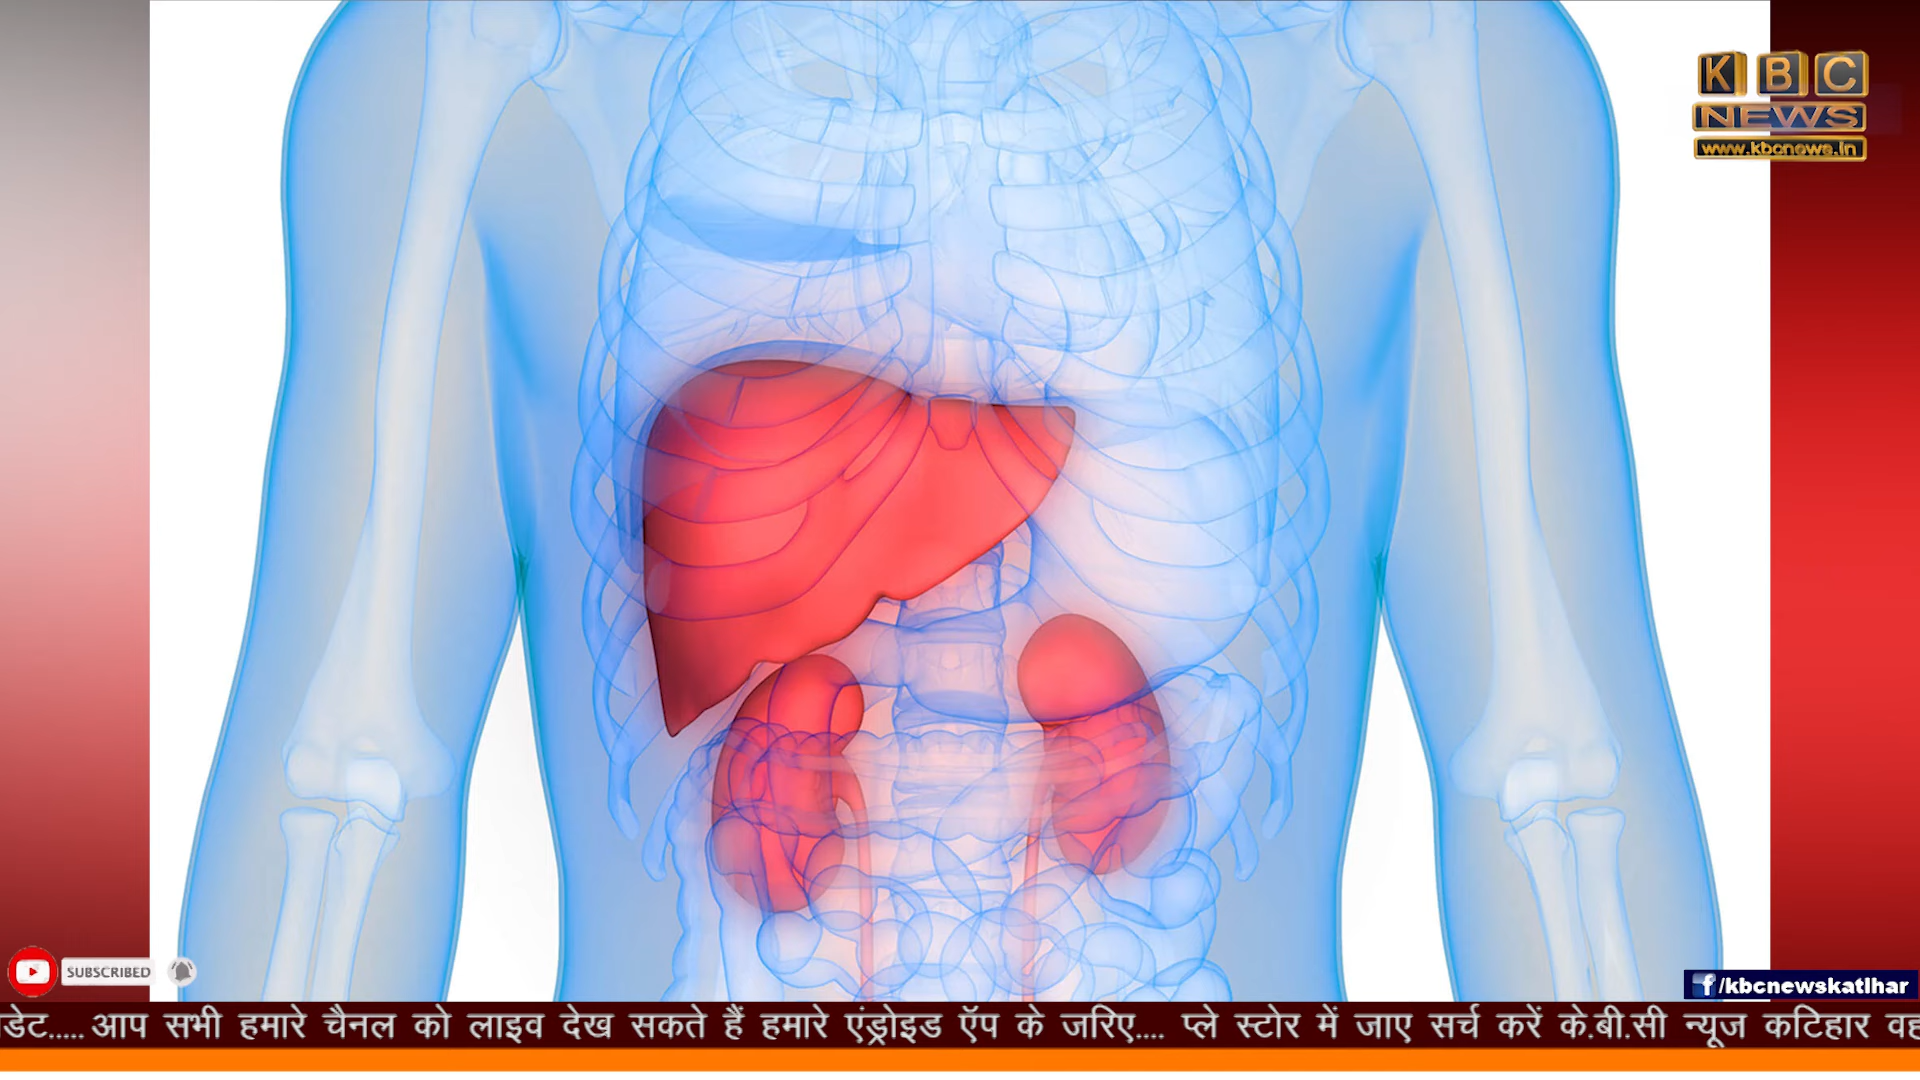 K B C
NEWS
www.kbcnews.in
SUBSCRIBED
/kbcnewskatihar
डेट..... आप सभी हमारे चैनल को लाइव देख सकते हैं हमारे एंड्रोइड ऍप के जरिए.... प्ले स्टोर में जाए सर्च करें के.बी.सी न्यूज कटिहार वह